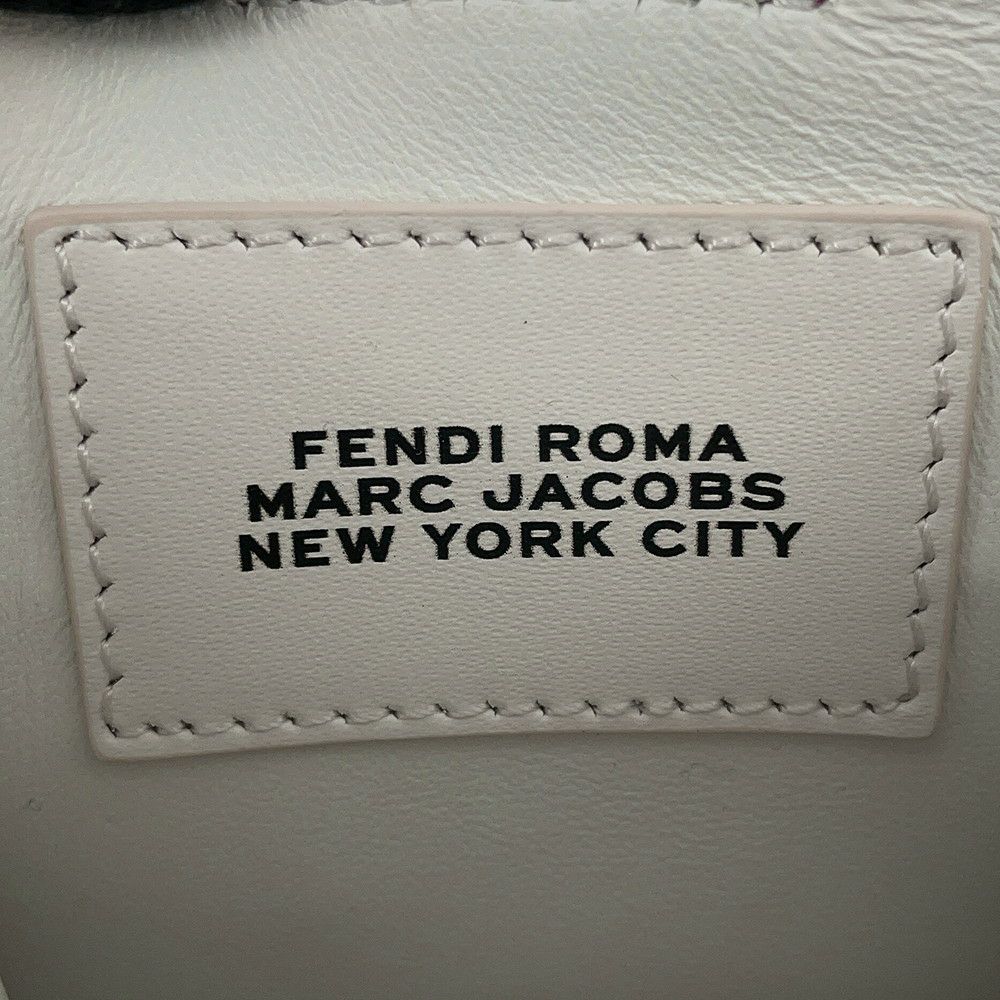 FENDI ROMA
MARC JACOBS
NEW YORK CITY